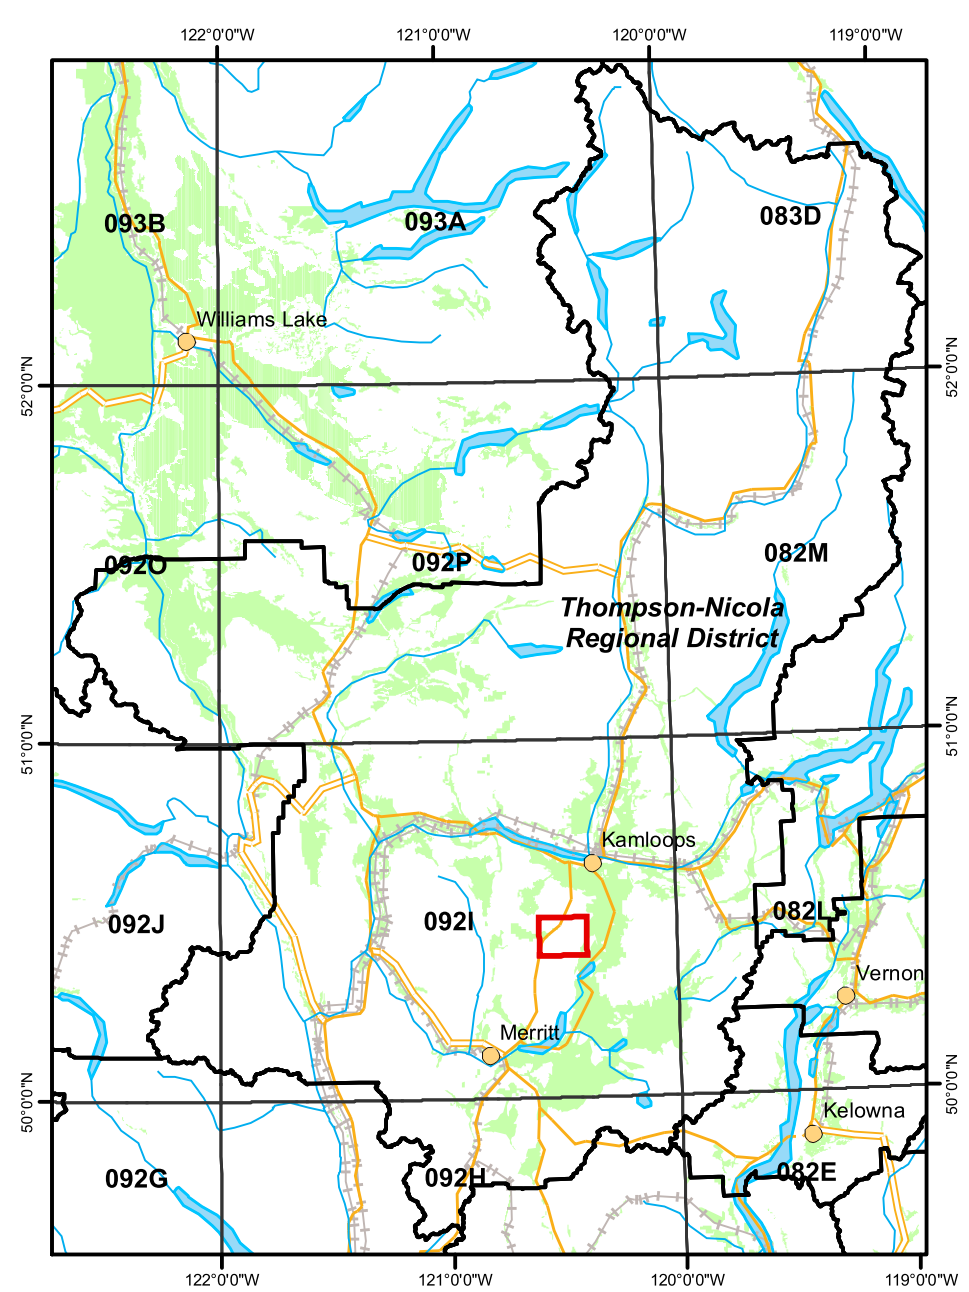 122°0'0"W
121°0'0"W
120°0'0"W
119°0'0"W
093B
093A
083D
Williams Lake
52°0'0"N
52°0'0"N
092O
092P
082M
Thompson-Nicola
Regional District
51°0'0"N
51°0'0"N
Kamloops
092J
092I
082L
Vernon
Merritt
50°0'0"N
50°0'0"N
Kelowna
092G
092H
082E
122°0'0"W
121°0'0"W
120°0'0"W
119°0'0"W